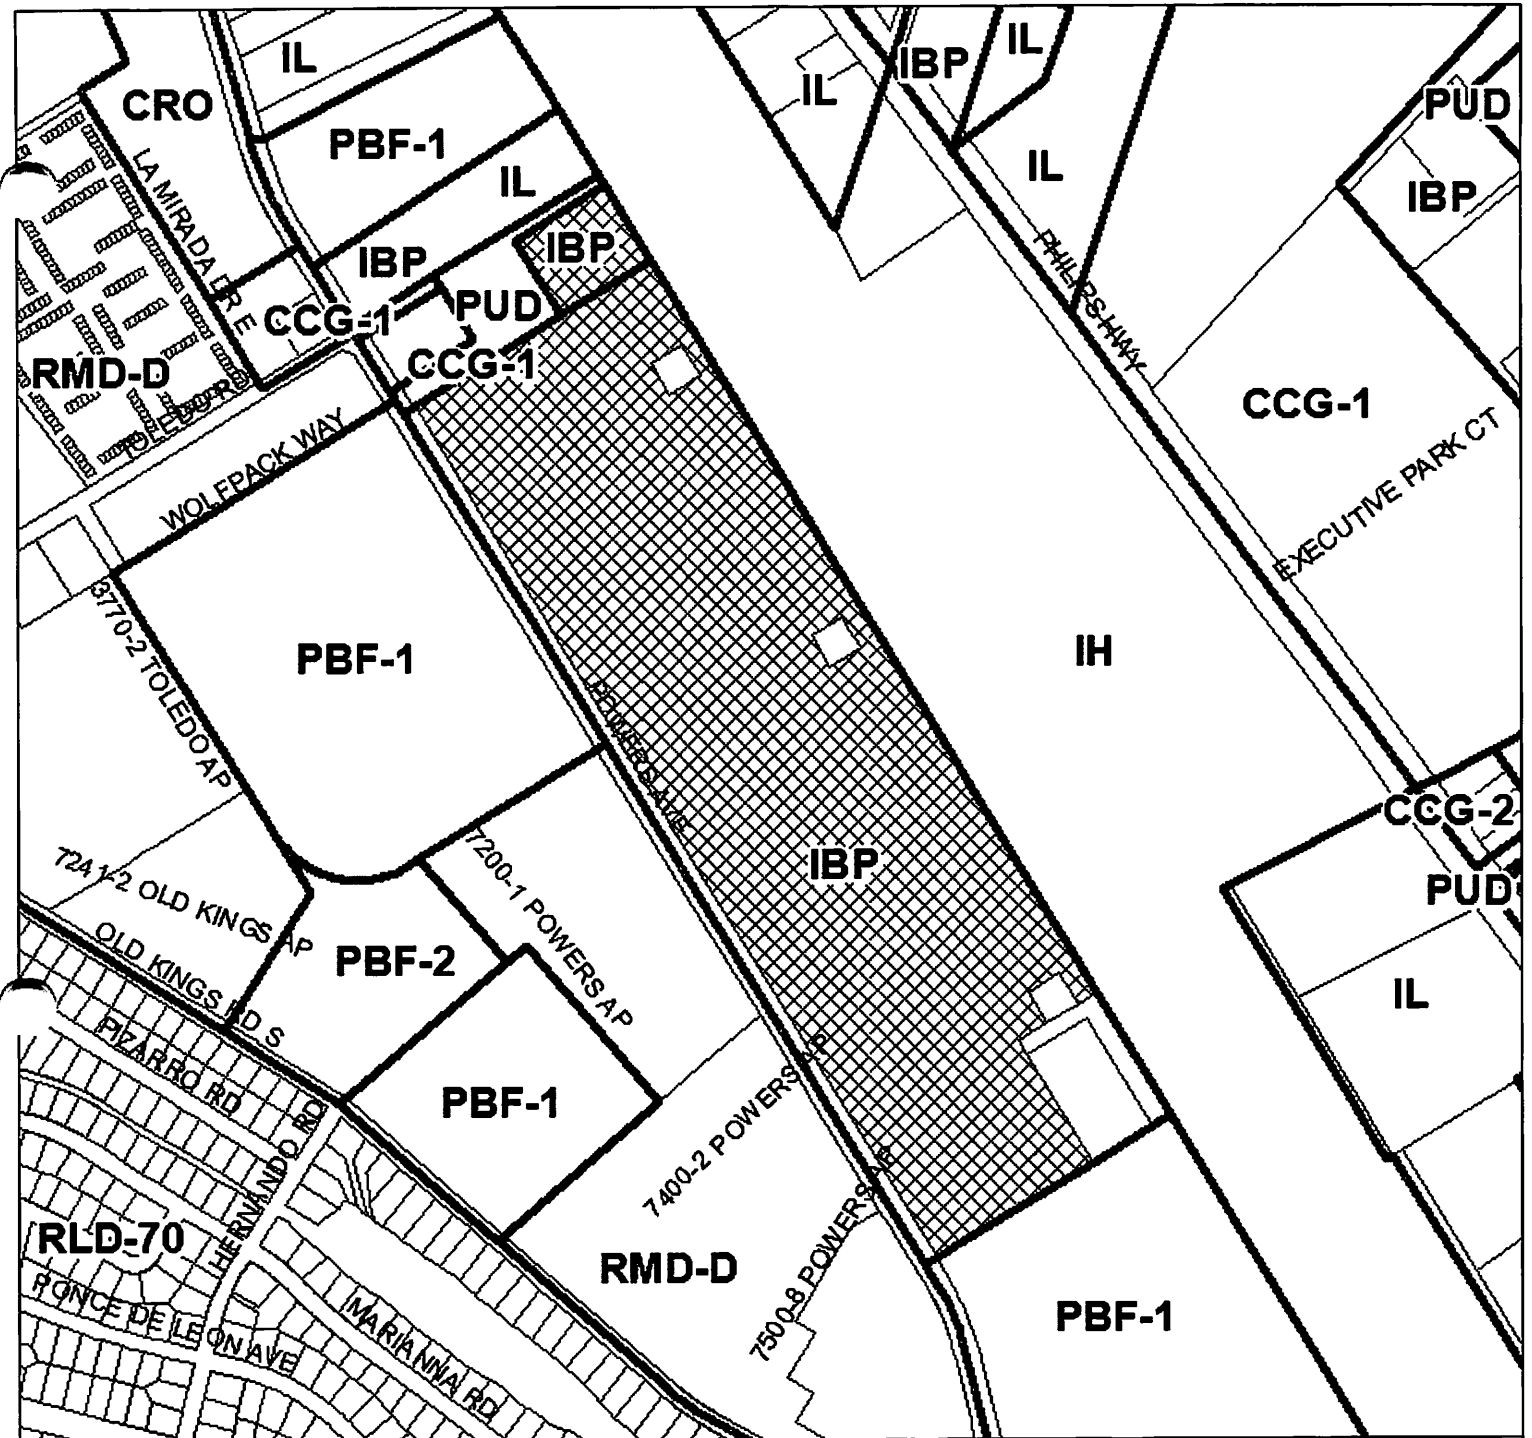 IL
IBP
IL
CRO
IL
PUD
PBF-1
IL
IL
IBP
LA MIRADA DR E
IBP
IBP
PHILIPS HWY
PUD
CCG-1
CCG-1
RMD-D
TOLEDO RD
CCG-1
WOLFPACK WAY
EXECUTIVE PARK CT
3770-2 TOLEDO AP
PBF-1
IH
POWERS AVE
CCG-2
7241-2 OLD KINGS AP
7200-1 POWERS AP
IBP
PUD
OLD KINGS RD S
PBF-2
IL
PIZARRO RD
PBF-1
HERNANDO RD
7400-2 POWERS AP
7500-8 POWERS AP
RLD-70
RMD-D
PONCE DE LEON AVE
MARIANNA RD
PBF-1